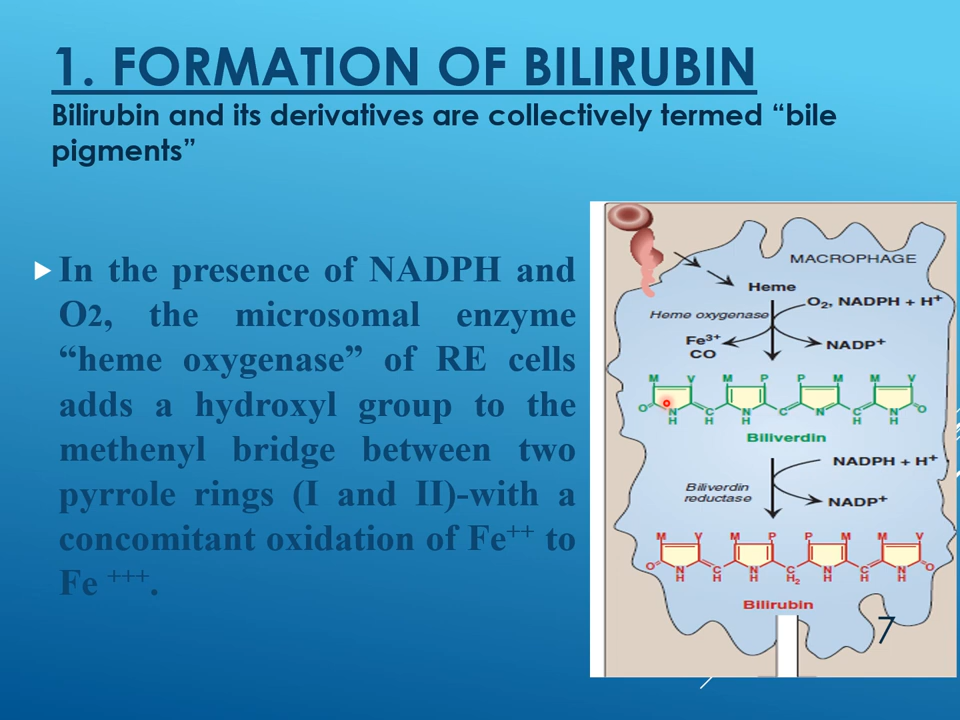 1. FORMATION OF BILIRUBIN
Bilirubin and its derivatives are collectively termed “bile
pigments”
In the presence of NADPH and
O2, the microsomal enzyme
“heme oxygenase” of RE cells
adds a hydroxyl group to the
methenyl bridge between two
pyrrole rings (I and II)-with a
concomitant oxidation of Fe++ to
Fe +++.
MACROPHAGE
Heme
O2, NADPH + H+
Heme oxygenase
Fe3+
CO
NADP+
M V M P P M M V
O N H C H N H C H C H N C H N H O
Biliverdin
NADPH + H+
Biliverdin
reductase
NADP+
M V M P P M M V
O N H C H N H C H2 N H C H N H O
Bilirubin
7